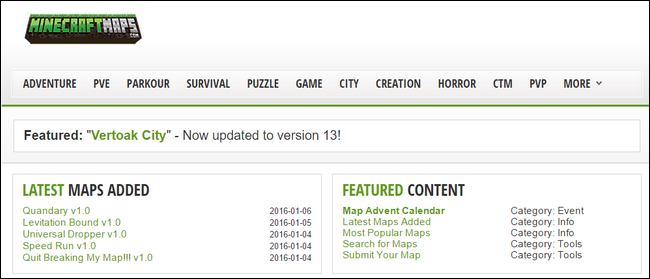 MINECRAFTMAPS
.COM
ADVENTURE PVE PARKOUR SURVIVAL PUZZLE GAME CITY CREATION HORROR CTM PVP MORE
Featured: "Vertoak City" - Now updated to version 13!
LATEST MAPS ADDED
Quandary v1.0 2016-01-06
Levitation Bound v1.0 2016-01-05
Universal Dropper v1.0 2016-01-04
Speed Run v1.0 2016-01-04
Quit Breaking My Map!!! v1.0 2016-01-04
FEATURED CONTENT
Map Advent Calendar Category: Event
Latest Maps Added Category: Info
Most Popular Maps Category: Info
Search for Maps Category: Tools
Submit Your Map Category: Tools